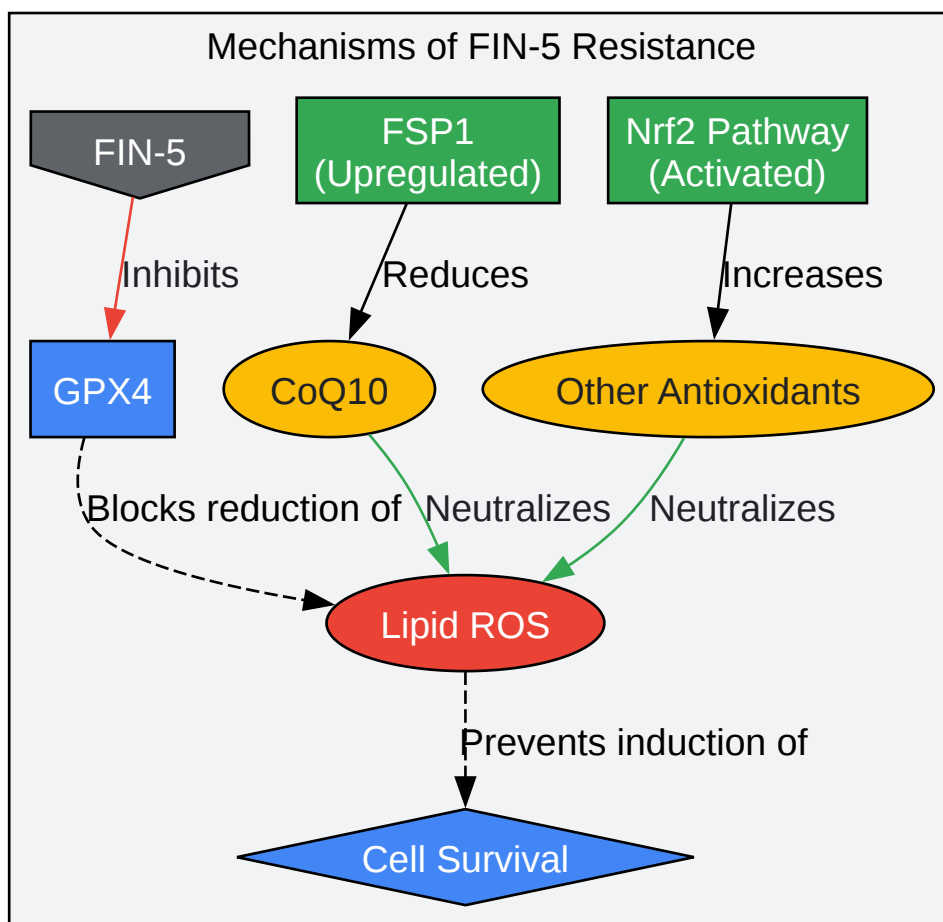 Mechanisms of FIN-5 Resistance
FIN-5
FSP1
(Upregulated)
Nrf2 Pathway
(Activated)
Inhibits
Reduces
Increases
GPX4
CoQ10
Other Antioxidants
Blocks reduction of
Neutralizes
Neutralizes
Lipid ROS
Prevents induction of
Cell Survival